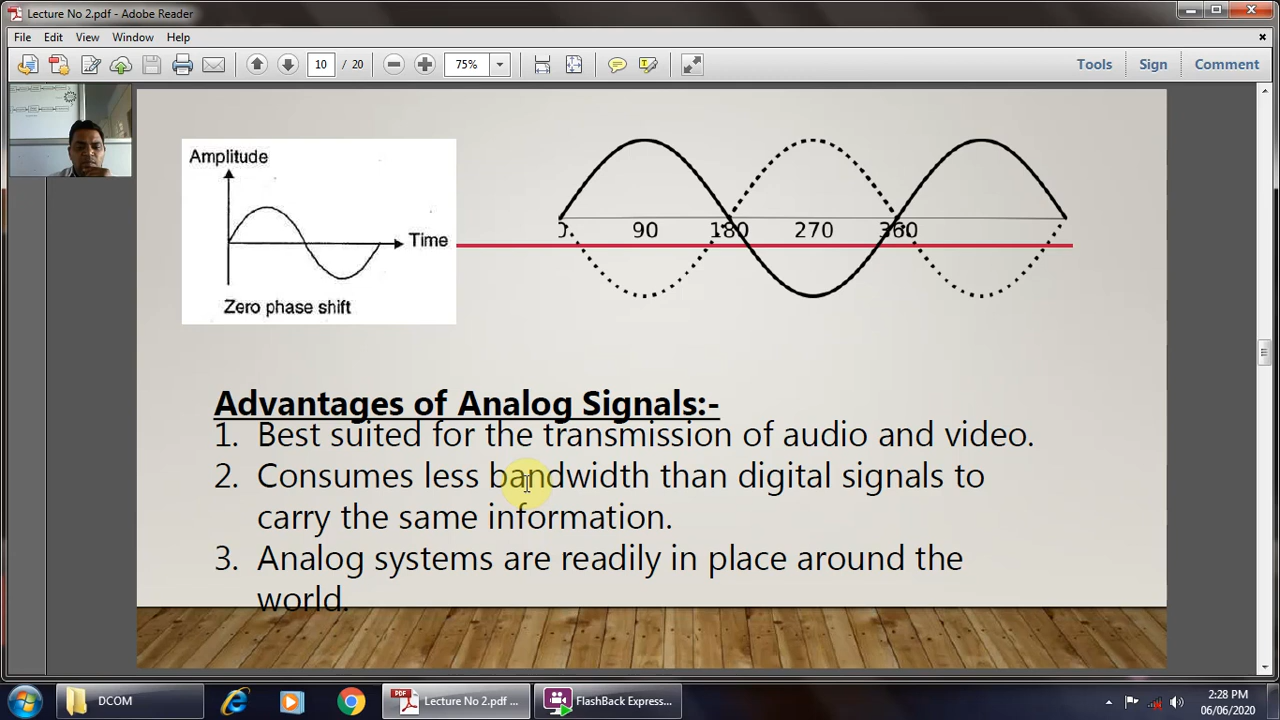 Lecture No 2.pdf - Adobe Reader
File Edit View Window Help
10 / 20 75% Tools Sign Comment
Amplitude
Time
Zero phase shift
90 180 270 360
Advantages of Analog Signals:-
1. Best suited for the transmission of audio and video.
2. Consumes less bandwidth than digital signals to
carry the same information.
3. Analog systems are readily in place around the
world.
DCOM Lecture No 2.pdf ... FlashBack Express...
2:28 PM
06/06/2020